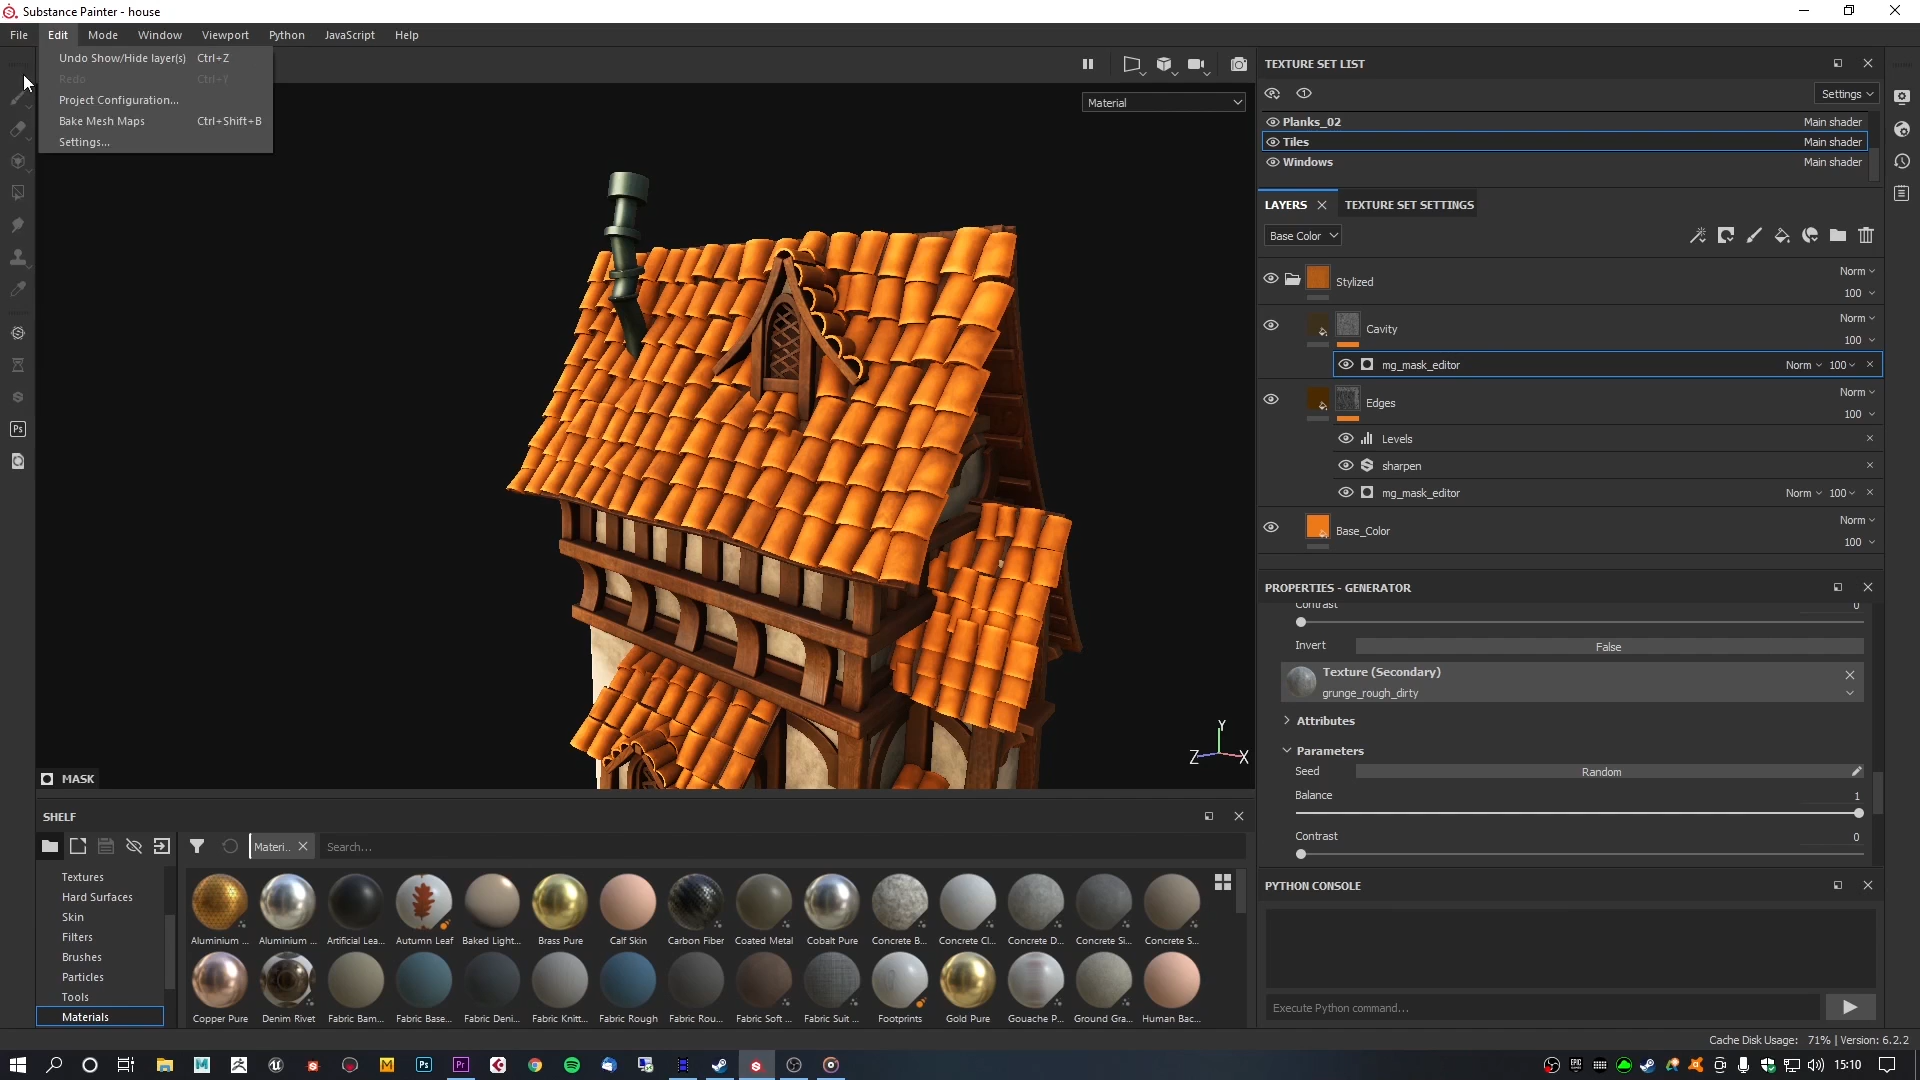 Substance Painter - house
File Edit Mode Window Viewport Python JavaScript Help
Undo Show/Hide layer(s) Ctrl+Z
Redo Ctrl+Y
Project Configuration...
Bake Mesh Maps Ctrl+Shift+B
Settings...
Material
TEXTURE SET LIST
Settings
Planks_02 Main shader
Tiles Main shader
Windows Main shader
LAYERS TEXTURE SET SETTINGS
Base Color
Stylized Norm
100
Cavity Norm
100
mg_mask_editor Norm 100
Edges Norm
100
Levels
sharpen
mg_mask_editor Norm 100
Base_Color Norm
100
PROPERTIES - GENERATOR
Contrast 0
Invert False
Texture (Secondary)
grunge_rough_dirty
Attributes
Parameters
Seed Random
Balance 1
Contrast 0
Y
Z X
MASK
SHELF
Materi.. Search...
Textures
Hard Surfaces
Skin
Filters
Brushes
Particles
Tools
Materials
Aluminium ... Aluminium ... Artificial Lea... Autumn Leaf Baked Light... Brass Pure Calf Skin Carbon Fiber Coated Metal Cobalt Pure Concrete B... Concrete Cl... Concrete D... Concrete Si... Concrete S...
Copper Pure Denim Rivet Fabric Bam... Fabric Base... Fabric Deni... Fabric Knitt... Fabric Rough Fabric Rou... Fabric Soft ... Fabric Suit ... Footprints Gold Pure Gouache P... Ground Gra... Human Bac...
PYTHON CONSOLE
Execute Python command...
Cache Disk Usage: 71% | Version: 6.2.2
15:10